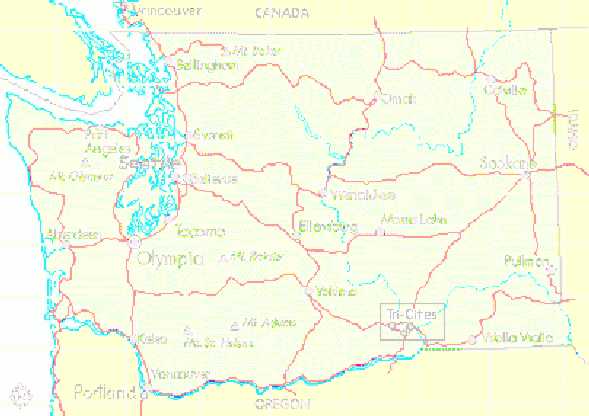 Vancouver
CANADA
Mt. Baker
Bellingham
Omak
Colville
Everett
Port
Angeles
Seattle
Spokane
IDAHO
Mt. Olympus
Bellevue
Wenatchee
Moses Lake
Ellensburg
Aberdeen
Tacoma
Olympia
Mt. Rainier
Pullman
Yakima
Tri-Cities
Mt. Adams
Mt. St. Helens
Kelso
Walla Walla
Vancouver
Portland
OREGON